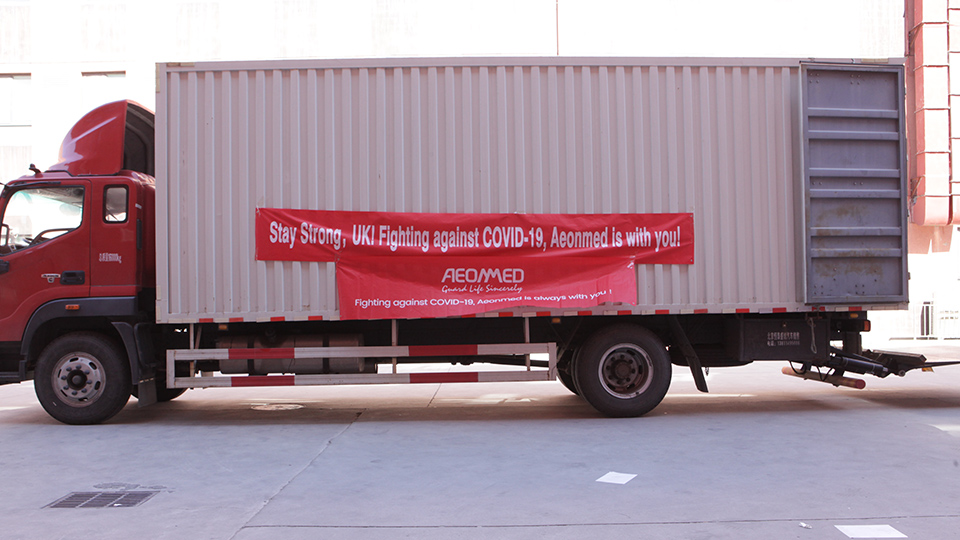 Stay Strong, UK! Fighting against COVID-19, Aeonmed is with you!
AEONMED
Guard Life Sincerely
Fighting against COVID-19, Aeonmed is always with you!